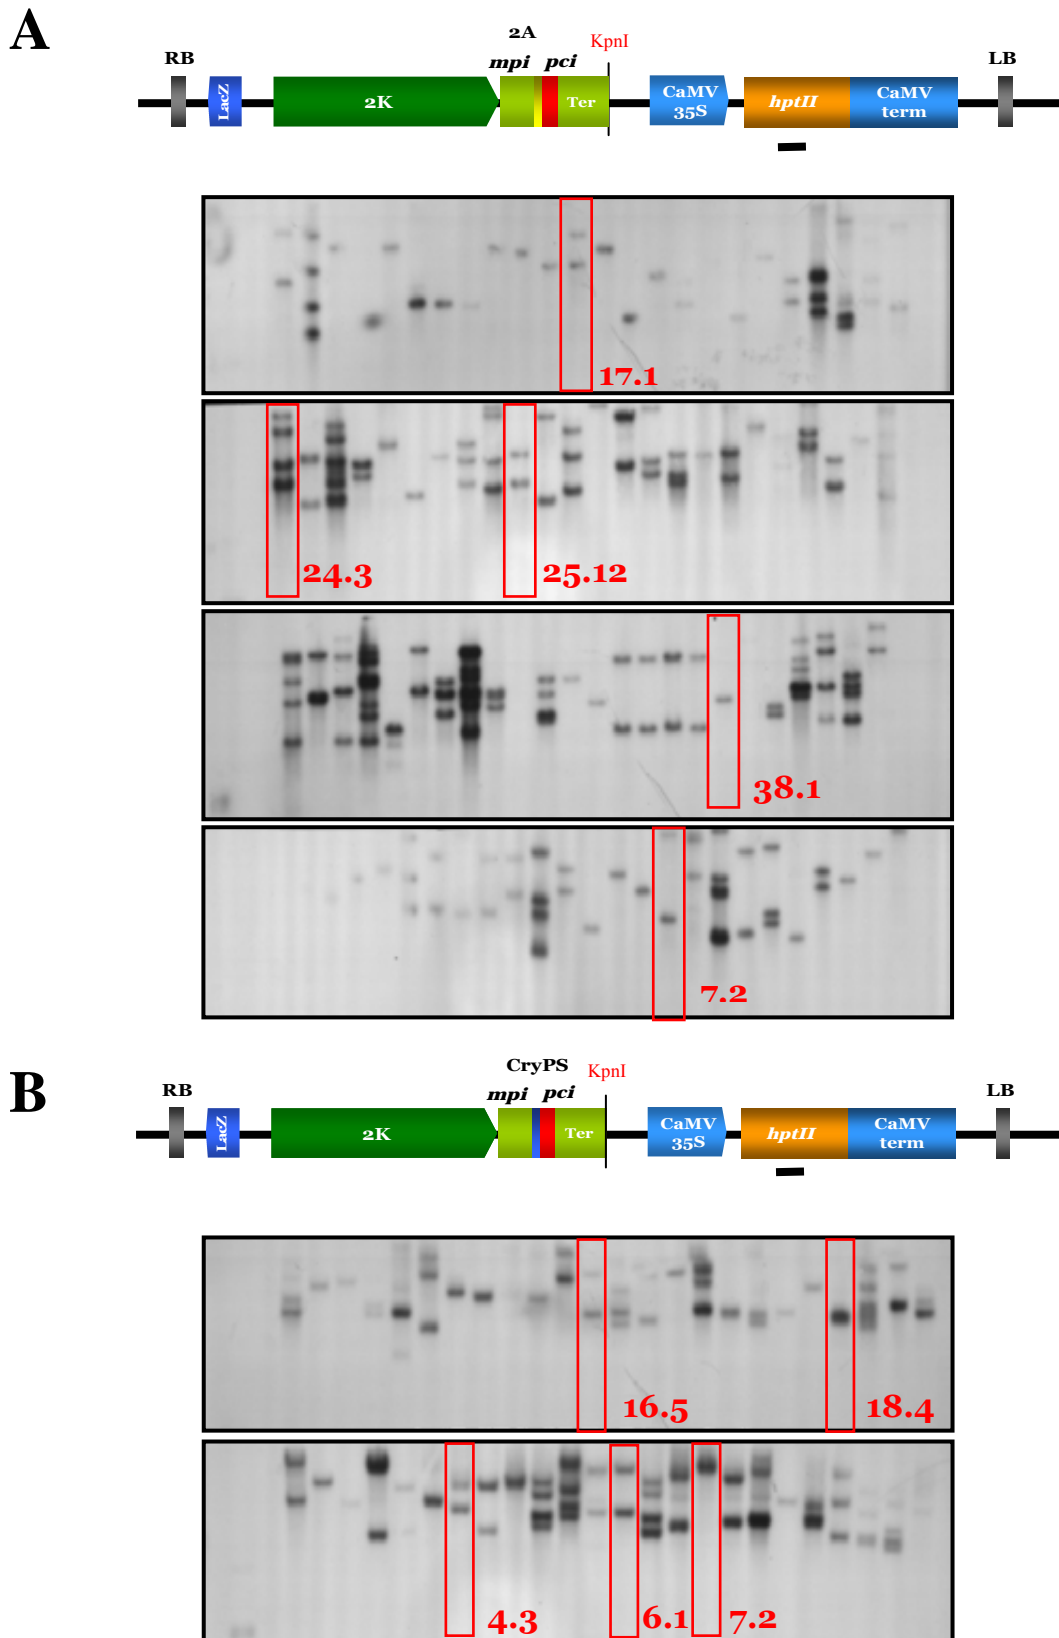 A
2A
KpnI
RB mpi pci LB
LacZ 2K Ter CaMV 35S hptII CaMV term
17.1
24.3 25.12
38.1
7.2
B
CryPS
KpnI
RB mpi pci LB
LacZ 2K Ter CaMV 35S hptII CaMV term
16.5 18.4
4.3 6.1 7.2